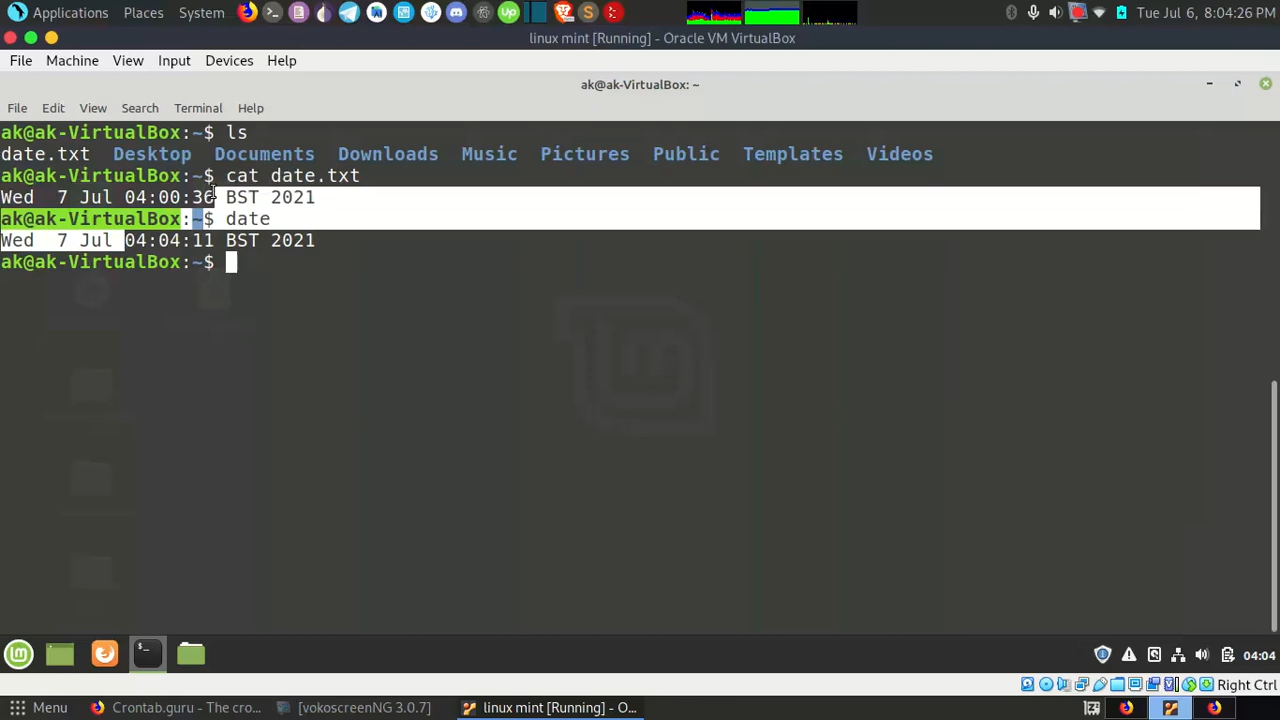 Applications Places System Tue Jul 6, 8:04:26 PM
linux mint [Running] - Oracle VM VirtualBox
File Machine View Input Devices Help
ak@ak-VirtualBox: ~
File Edit View Search Terminal Help
ak@ak-VirtualBox:~$ ls
date.txt Desktop Documents Downloads Music Pictures Public Templates Videos
ak@ak-VirtualBox:~$ cat date.txt
Wed 7 Jul 04:00:36 BST 2021
ak@ak-VirtualBox:~$ date
Wed 7 Jul 04:04:11 BST 2021
ak@ak-VirtualBox:~$
04:04
Right Ctrl
Menu Crontab.guru - The cro... [vokoscreenNG 3.0.7] linux mint [Running] - O...